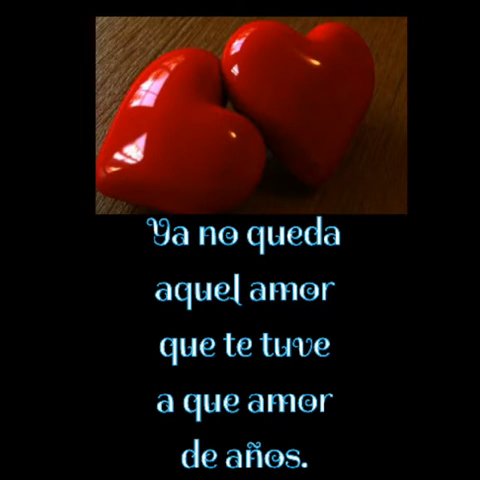 Ya no queda
aquel amor
que te tuve
a que amor
de años.